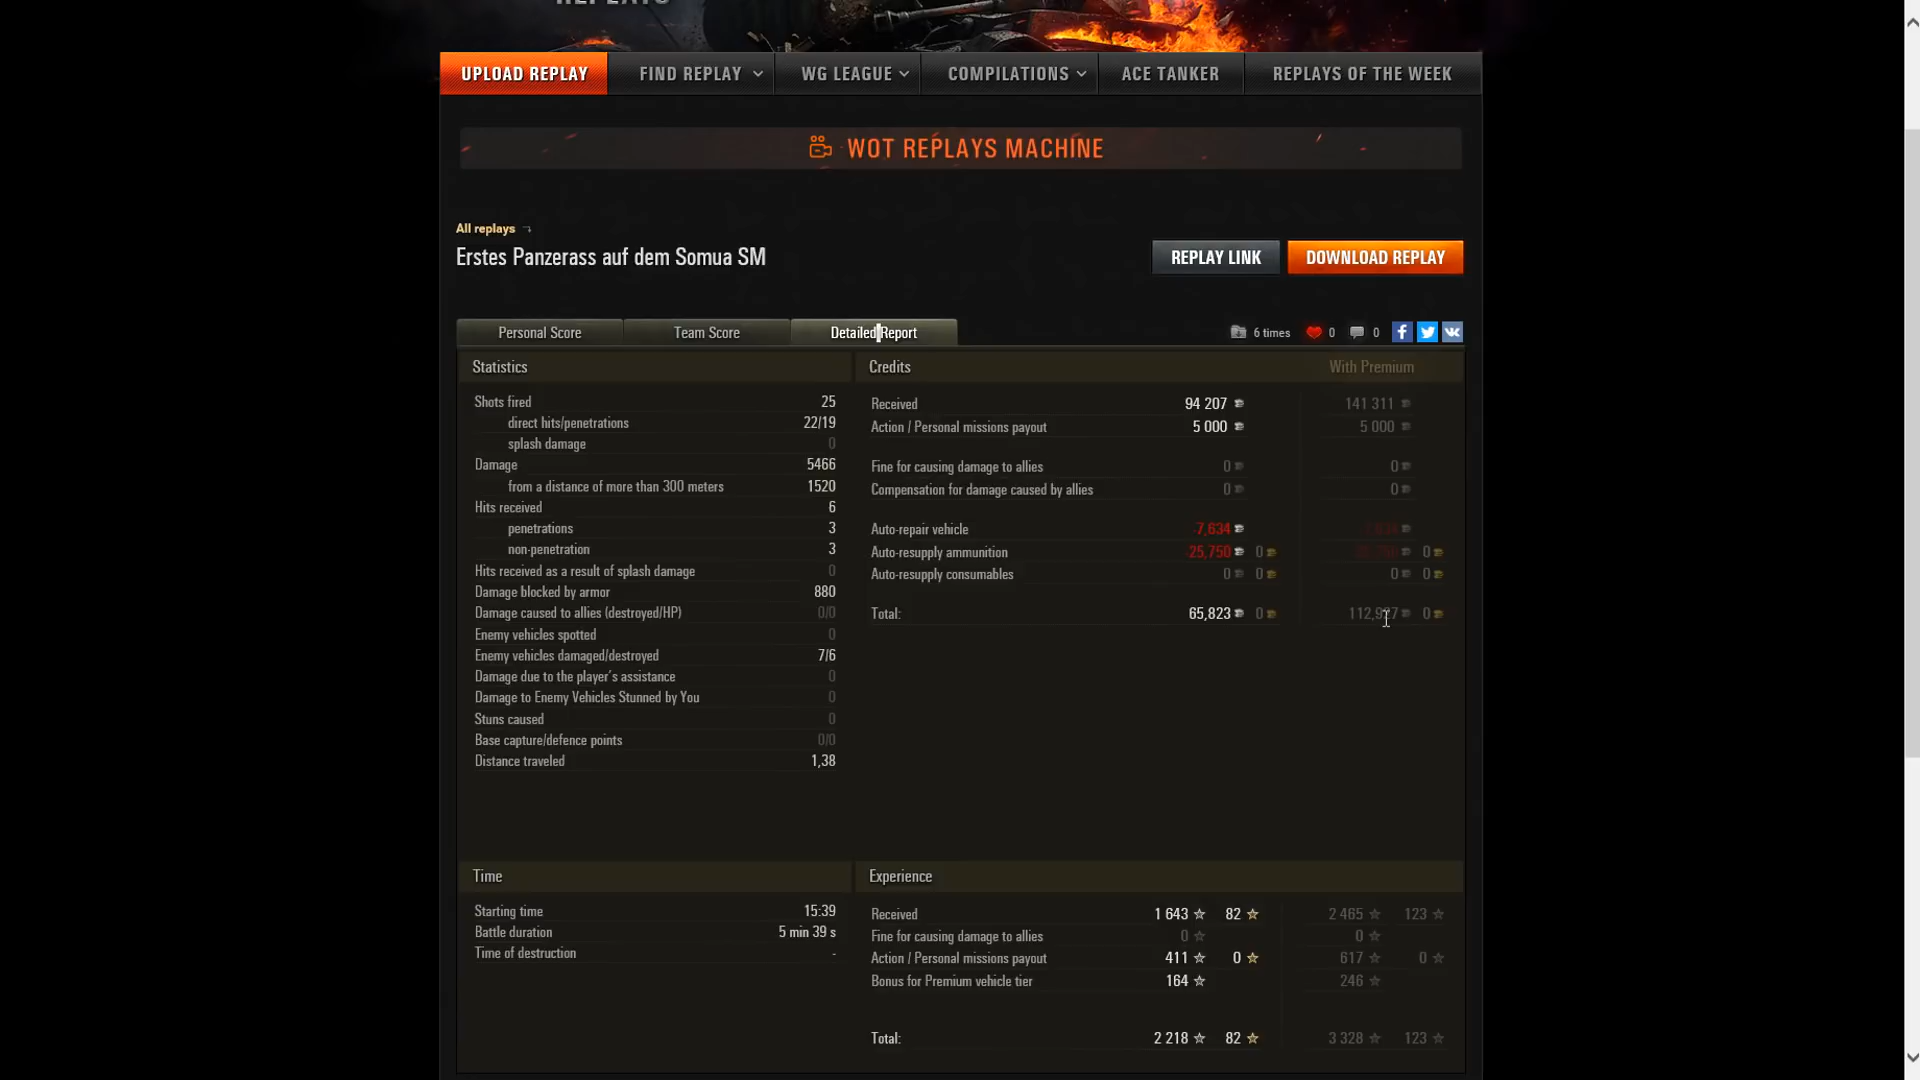 REPLAYS
UPLOAD REPLAY FIND REPLAY WG LEAGUE COMPILATIONS ACE TANKER REPLAYS OF THE WEEK
WOT REPLAYS MACHINE
All replays
Erstes Panzerass auf dem Somua SM
REPLAY LINK DOWNLOAD REPLAY
Personal Score Team Score Detailed Report 6 times 0 0
Statistics
Shots fired 25
direct hits/penetrations 22/19
splash damage 0
Damage 5466
from a distance of more than 300 meters 1520
Hits received 6
penetrations 3
non-penetration 3
Hits received as a result of splash damage 0
Damage blocked by armor 880
Damage caused to allies (destroyed/HP) 0/0
Enemy vehicles spotted 0
Enemy vehicles damaged/destroyed 7/6
Damage due to the player's assistance 0
Damage to Enemy Vehicles Stunned by You 0
Stuns caused 0
Base capture/defence points 0/0
Distance traveled 1,38
Credits With Premium
Received 94 207 141 311
Action / Personal missions payout 5 000 5 000
Fine for causing damage to allies 0 0
Compensation for damage caused by allies 0 0
Auto-repair vehicle -7,634 -7,634
Auto-resupply ammunition -25,750 0 -25,750 0
Auto-resupply consumables 0 0 0 0
Total: 65,823 0 0
Time
Starting time 15:39
Battle duration 5 min 39 s
Time of destruction -
Experience
Received 1 643 82 2 465 123
Fine for causing damage to allies 0 0
Action / Personal missions payout 411 0 617 0
Bonus for Premium vehicle tier 164 246
Total: 2 218 82 3 328 123